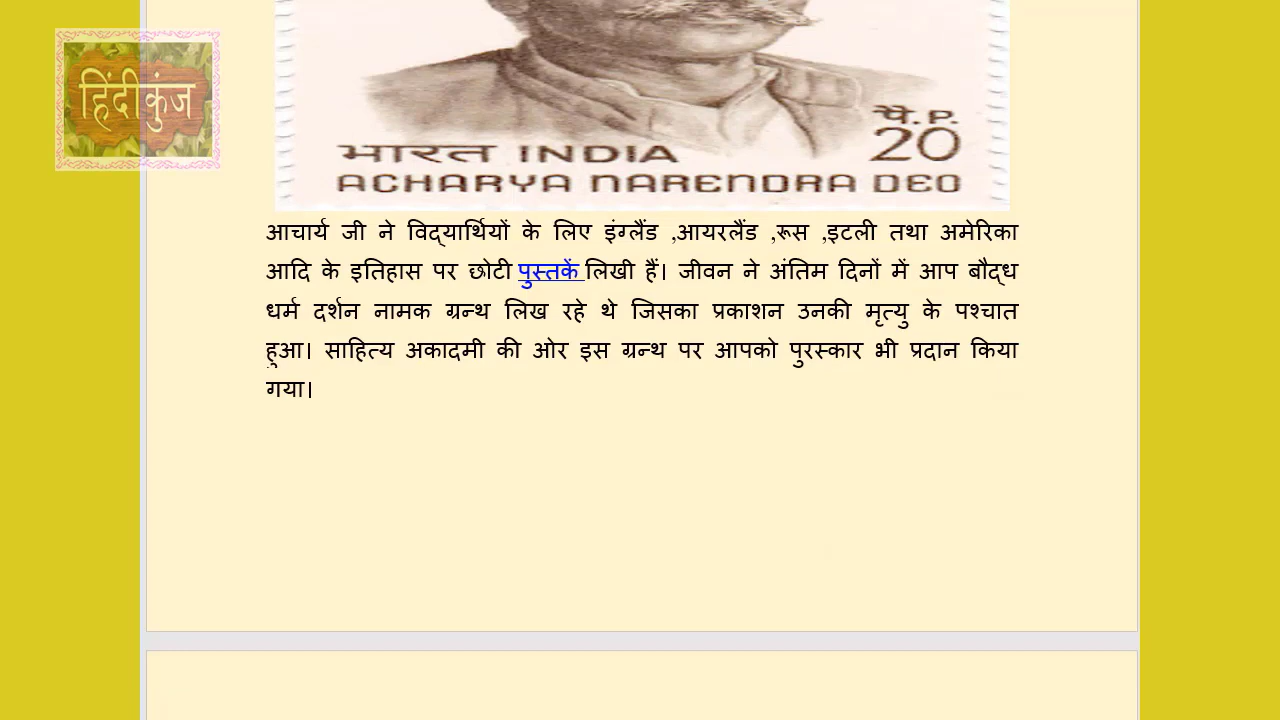 हिंदीकुंज
पै. P.
20
भारत INDIA
ACHARYA NARENDRA DEO
आचार्य जी ने विद्यार्थियों के लिए इंग्लैंड ,आयरलैंड ,रूस ,इटली तथा अमेरिका
आदि के इतिहास पर छोटी पुस्तकें लिखी हैं। जीवन ने अंतिम दिनों में आप बौद्ध
धर्म दर्शन नामक ग्रन्थ लिख रहे थे जिसका प्रकाशन उनकी मृत्यु के पश्चात
हुआ। साहित्य अकादमी की ओर इस ग्रन्थ पर आपको पुरस्कार भी प्रदान किया
गया।